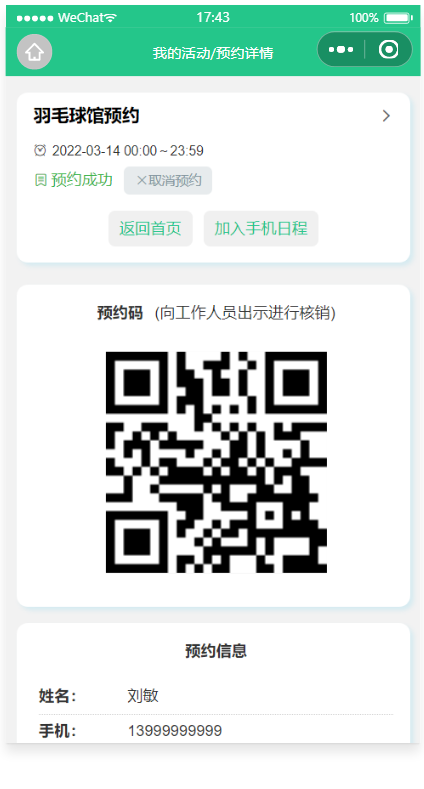 WeChat 17:43 100%
我的活动/预约详情
羽毛球馆预约
2022-03-14 00:00～23:59
预约成功 ×取消预约
返回首页 加入手机日程
预约码 (向工作人员出示进行核销)
预约信息
姓名： 刘敏
手机： 13999999999